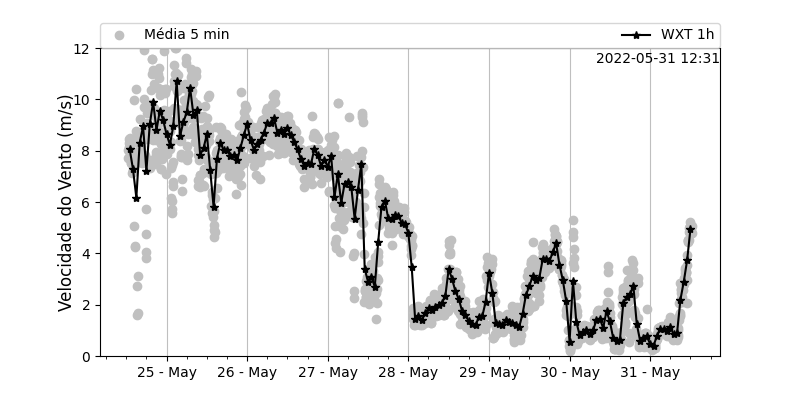 Média 5 min
WXT 1h
2022-05-31 12:31
Velocidade do Vento (m/s)
12
10
8
6
4
2
0
25 - May
26 - May
27 - May
28 - May
29 - May
30 - May
31 - May